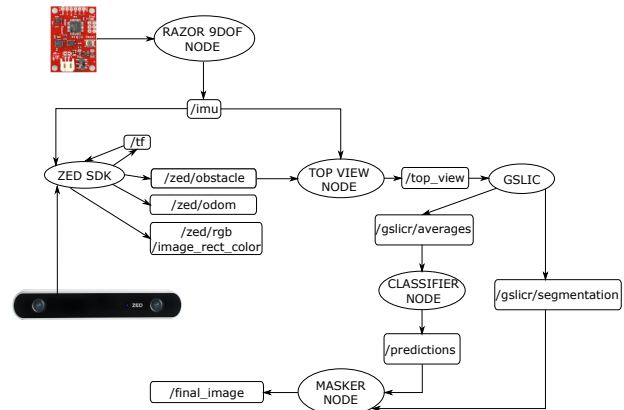 RAZOR 9DOF
NODE
/imu
/tf
ZED SDK
/zed/obstacle
TOP VIEW
NODE
/top_view
GSLIC
/zed/odom
/zed/rgb
/image_rect_color
/gslicr/averages
CLASSIFIER
NODE
/gslicr/segmentation
ZED
/predictions
/final_image
MASKER
NODE